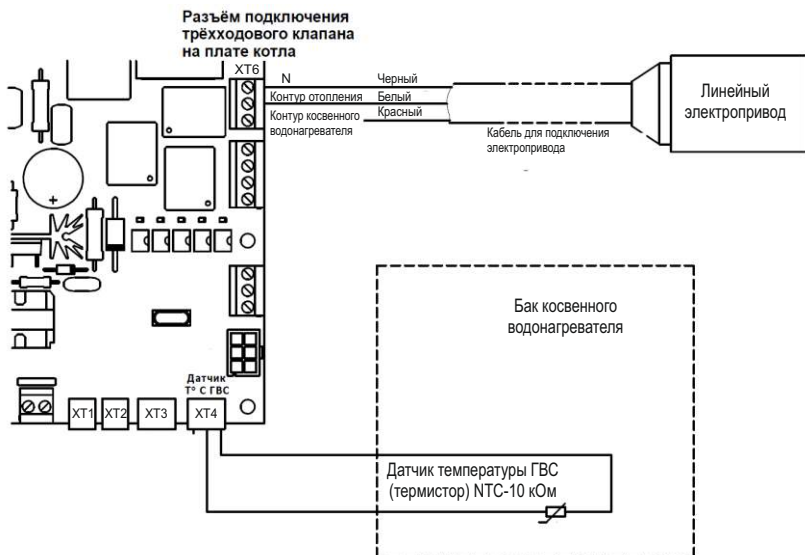 Разъём подключения
трёхходового клапана
на плате котла
XT6
N
Черный
Контур отопления
Белый
Контур косвенного
водонагревателя
Красный
Кабель для подключения
электропривода
Линейный
электропривод
Бак косвенного
водонагревателя
Датчик
T° C ГВС
XT1
XT2
XT3
XT4
Датчик температуры ГВС
(термистор) NTC-10 кОм